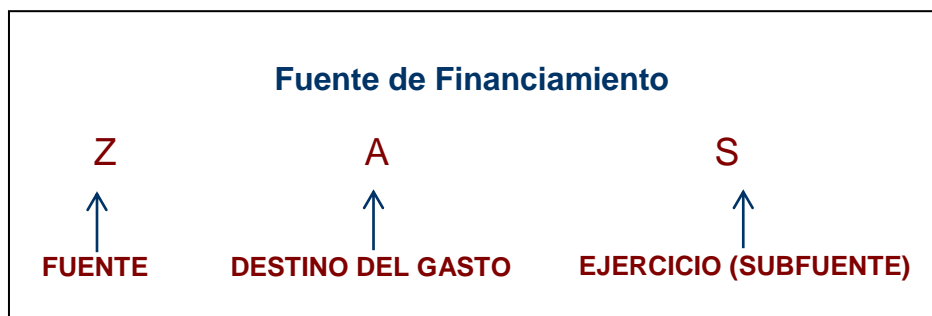 Fuente de Financiamiento
Z A S
FUENTE DESTINO DEL GASTO EJERCICIO (SUBFUENTE)